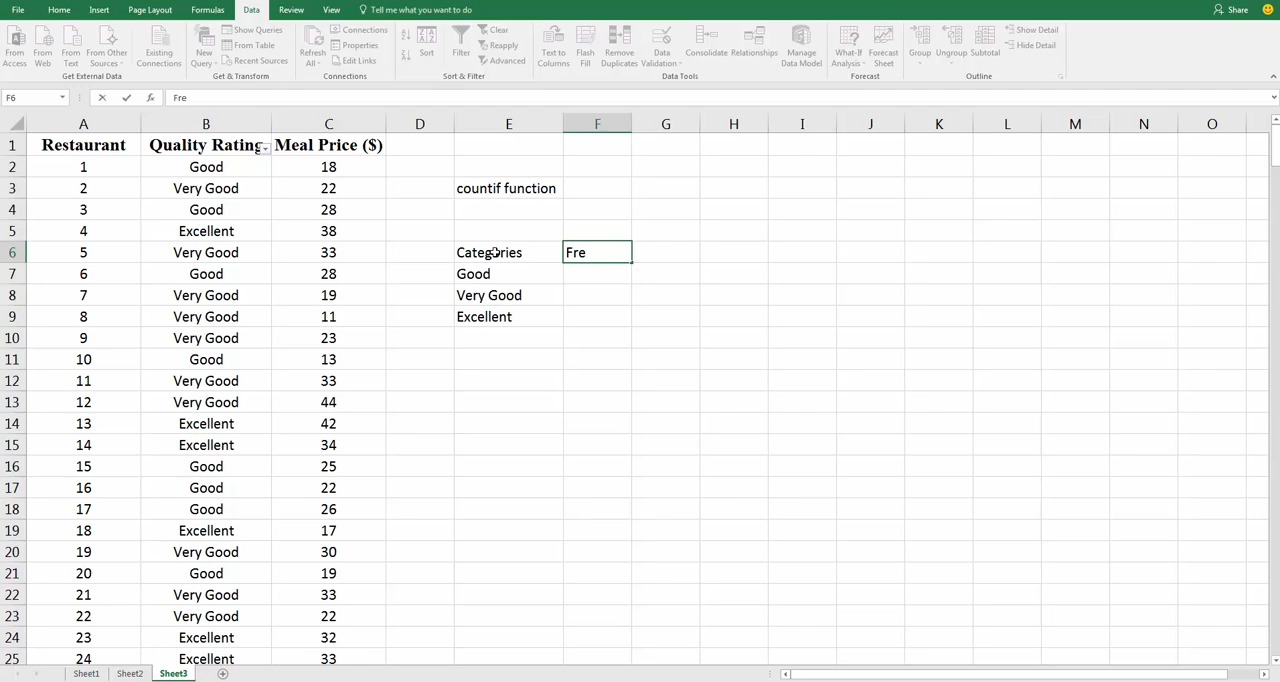 File Home Insert Page Layout Formulas Data Review View Tell me what you want to do Share
From Access From Web From Text From Other Sources Existing Connections New Query Show Queries From Table Recent Sources Refresh All Connections Properties Edit Links Sort Filter Clear Reapply Advanced Text to Columns Flash Fill Remove Duplicates Data Validation Consolidate Relationships Manage Data Model What-If Analysis Forecast Sheet Group Ungroup Subtotal Show Detail Hide Detail
Get External Data Get & Transform Connections Sort & Filter Data Tools Forecast Outline
F6 fx Fre
A B C D E F G H I J K L M N O
1 Restaurant Quality Rating Meal Price ($)
2 1 Good 18
3 2 Very Good 22 countif function
4 3 Good 28
5 4 Excellent 38
6 5 Very Good 33 Categories Fre
7 6 Good 28 Good
8 7 Very Good 19 Very Good
9 8 Very Good 11 Excellent
10 9 Very Good 23
11 10 Good 13
12 11 Very Good 33
13 12 Very Good 44
14 13 Excellent 42
15 14 Excellent 34
16 15 Good 25
17 16 Good 22
18 17 Good 26
19 18 Excellent 17
20 19 Very Good 30
21 20 Good 19
22 21 Very Good 33
23 22 Very Good 22
24 23 Excellent 32
25 24 Excellent 33
Sheet1 Sheet2 Sheet3